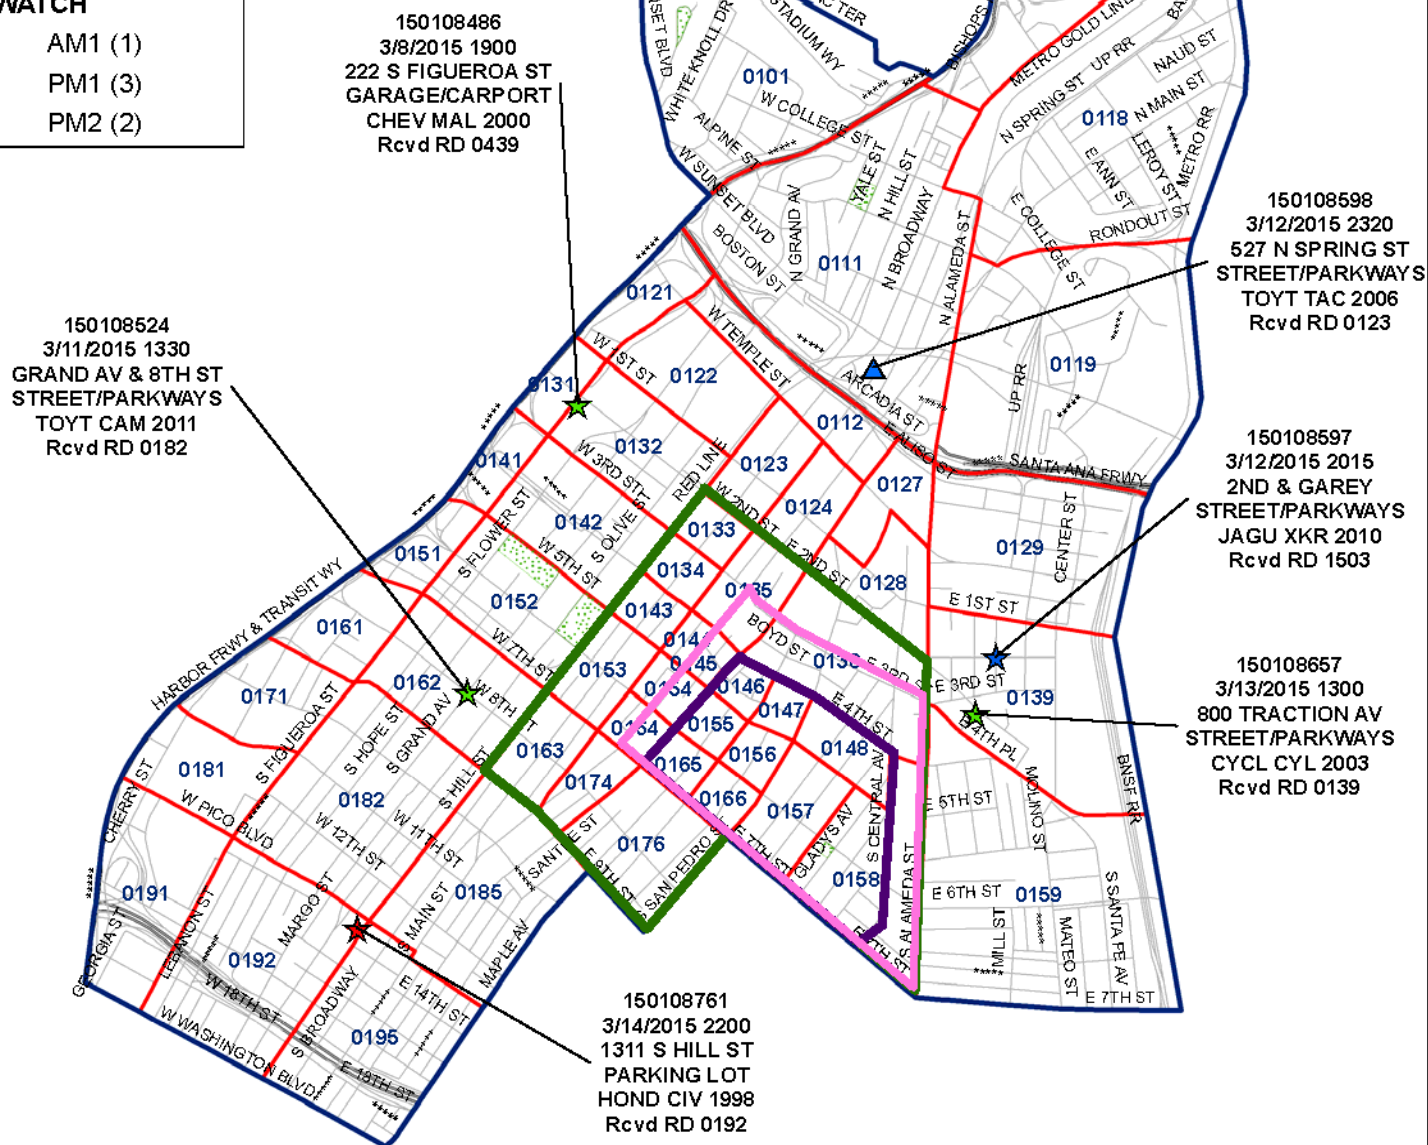 WATCH
AM1 (1)
PM1 (3)
PM2 (2)
150108486
3/8/2015 1900
222 S FIGUEROA ST
GARAGE/CARPORT
CHEV MAL 2000
Rcvd RD 0439
150108598
3/12/2015 2320
527 N SPRING ST
STREET/PARKWAYS
TOYT TAC 2006
Rcvd RD 0123
150108524
3/11/2015 1330
GRAND AV & 8TH ST
STREET/PARKWAYS
TOYT CAM 2011
Rcvd RD 0182
150108597
3/12/2015 2015
2ND & GAREY
STREET/PARKWAYS
JAGU XKR 2010
Rcvd RD 1503
150108657
3/13/2015 1300
800 TRACTION AV
STREET/PARKWAYS
CYCL CYL 2003
Rcvd RD 0139
150108761
3/14/2015 2200
1311 S HILL ST
PARKING LOT
HOND CIV 1998
Rcvd RD 0192
NSET BLVD
WHITE KNOLL DR
STADIUM WY
BISHOPS
METRO GOLD LINE
UP RR
NAUD ST
N SPRING ST
N MAIN ST
0101
W COLLEGE ST
ALPINE ST
0118
LEROY ST
METRO RR
E ANN ST
W SUNSET BLVD
YALE ST
N HILL ST
N GRAND AV
N BROADWAY
E COLLEGE ST
RONDOUT ST
BOSTON ST
0111
N ALAMEDA ST
0121
W TEMPLE ST
W 1ST ST
0122
0119
UP RR
ARCADIA ST
0131
0112
E ALISO ST
SANTA ANA FRWY
0132
W 3RD ST
RED LINE
0123
0141
0127
0124
W 2ND ST
E 2ND ST
0142
S OLIVE ST
S FLOWER ST
W 5TH ST
0133
0129
CENTER ST
0151
0134
0128
0135
E 1ST ST
HARBOR FRWY & TRANSIT WY
0152
0143
BOYD ST
0161
W 7TH ST
0153
E 3RD ST
0139
0162
0171
W 8TH
S FIGUEROA ST
S HOPE ST
S GRAND AV
0146
0147
E 4TH ST
E 4TH PL
0155
0148
0163
0156
0165
S HILL ST
0181
0174
0182
0166
0157
E 5TH ST
MOLINO ST
BNSF RR
CHERRY ST
W PICO BLVD
W 12TH ST
W 11TH ST
0176
E 7TH ST
GLADYS AV
S CENTRAL AV
E 9TH ST
SAN PEDRO S
0158
S ALAMEDA ST
E 6TH ST
0159
S SANTA FE AV
0191
0185
MARGO ST
S MAIN ST
LEBANON ST
MAPLE AV
GEORGIA ST
0192
W 18TH ST
E 14TH ST
S BROADWAY
MILL ST
MATEO ST
E 7TH ST
0195
W WASHINGTON BLVD
E 18TH ST